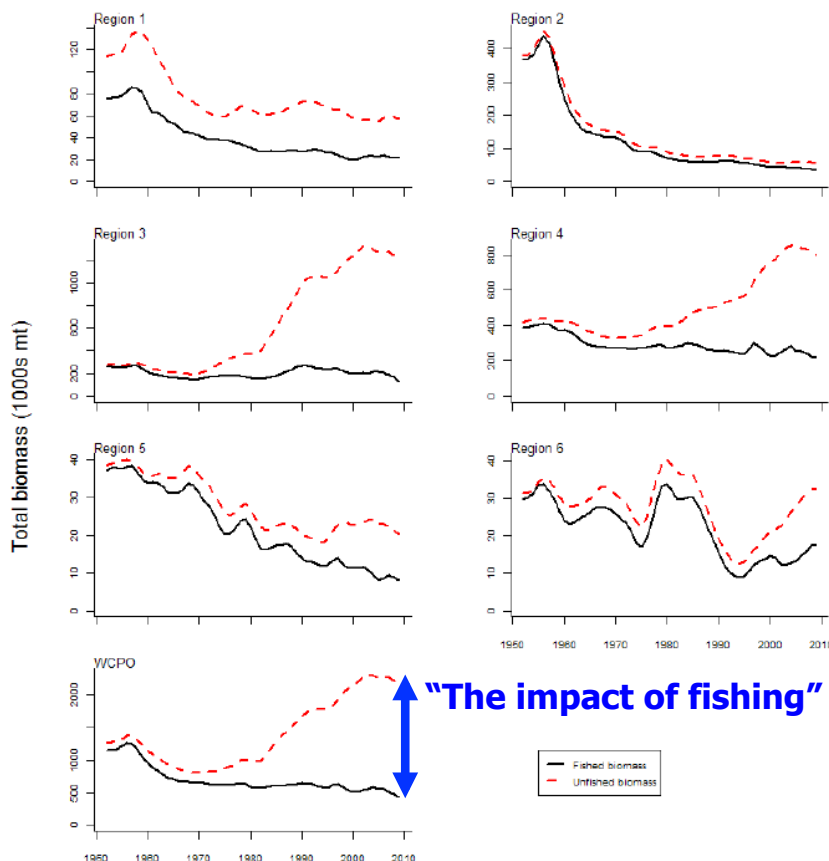 Region 1
120
80
60
40
20
0
Region 2
400
300
200
100
0
Region 3
1000
600
200
0
Region 4
800
600
400
200
0
Total biomass (1000s mt)
Region 5
40
30
20
10
0
Region 6
40
30
20
10
0
1950 1960 1970 1980 1990 2000 2010
WCPO
2000
1000
500
0
1950 1960 1970 1980 1990 2000 2010
“The impact of fishing”
Fished biomass
Unfished biomass